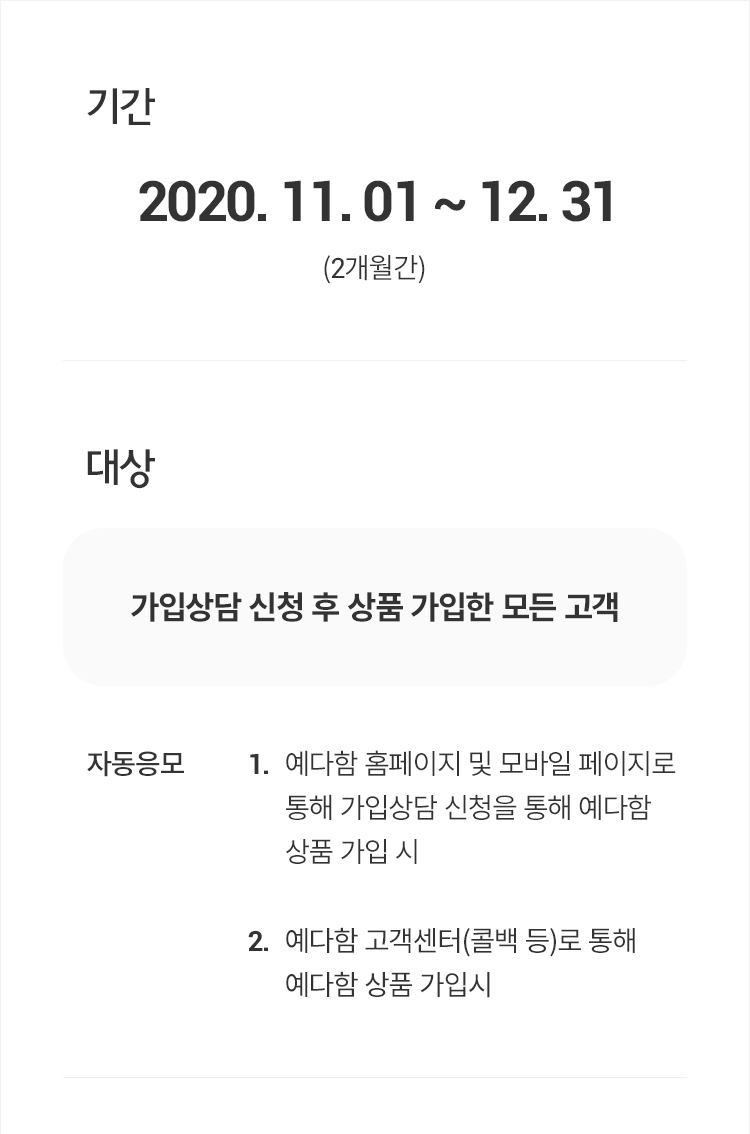 기간
2020. 11. 01 ~ 12. 31
(2개월간)
대상
가입상담 신청 후 상품 가입한 모든 고객
자동응모 1. 예다함 홈페이지 및 모바일 페이지로
통해 가입상담 신청을 통해 예다함
상품 가입 시
2. 예다함 고객센터(콜백 등)로 통해
예다함 상품 가입시